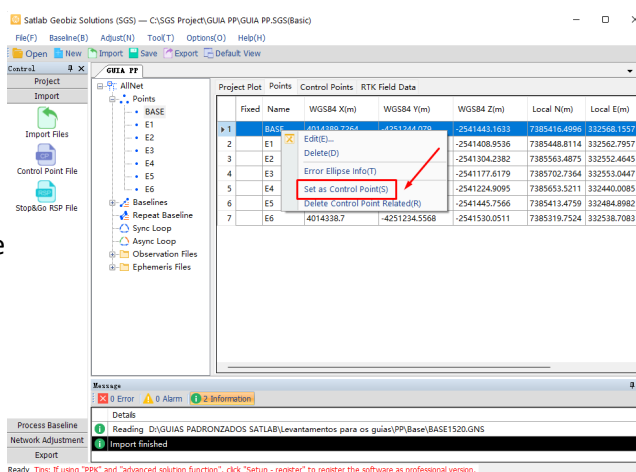 Satlab Geobiz Solutions (SGS) — C:\SGS Project\GUIA PP\GUIA PP.SGS(Basic)
File(F) Baselne(B) Adjust(N) Tool(T) Options(O) Help(H)
Open New Import Save Export Default View
Control
GUIA PP
Project
Import
Import Files
Control Point File
Stop&Go RSP File
e
AllNet
Points
BASE
E1
E2
E3
E4
E5
E6
Baselines
Repeat Baseline
Sync Loop
Async Loop
Observation Files
Ephemeris Files
Project Plot Points Control Points RTK Field Data
Fixed Name WGS84 X(m) WGS84 Y(m) WGS84 Z(m) Local N(m) Local E(m)
1 BASE 4014389.7264 -4251344.079 -2541443.1633 7385416.4996 332568.1557
2 E1 -2541408.9536 7385448.8114 332562.7957
3 E2 -2541304.2382 7385563.4875 332552.4645
4 E3 -2541177.6179 7385702.7364 332553.0447
5 E4 -2541224.9095 7385653.5211 332440.0085
6 E5 -2541445.7566 7385413.4759 332484.8982
7 E6 4014338.7 -4251234.5568 -2541530.0511 7385319.7524 332538.7083
Edit(E)...
Delete(D)
Error Ellipse Info(T)
Set as Control Point(S)
Delete Control Point Related(R)
Message
0 Error 0 Alarm 2 Information
Details
Reading D:\GUIAS PADRONZADOS SATLAB\Levantamentos para os guias\PP\Base\BASE1520.GNS
Import finished
Process Baseline
Network Adjustment
Export
Ready Tips: If using "PPK" and "advanced solution function", click "Setup - register" to register the software as professional version.